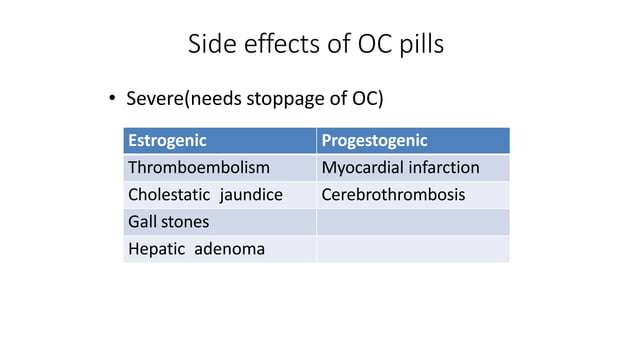 Side effects of OC pills
• Severe(needs stoppage of OC)
Estrogenic Progestogenic
Thromboembolism Myocardial infarction
Cholestatic jaundice Cerebrothrombosis
Gall stones
Hepatic adenoma